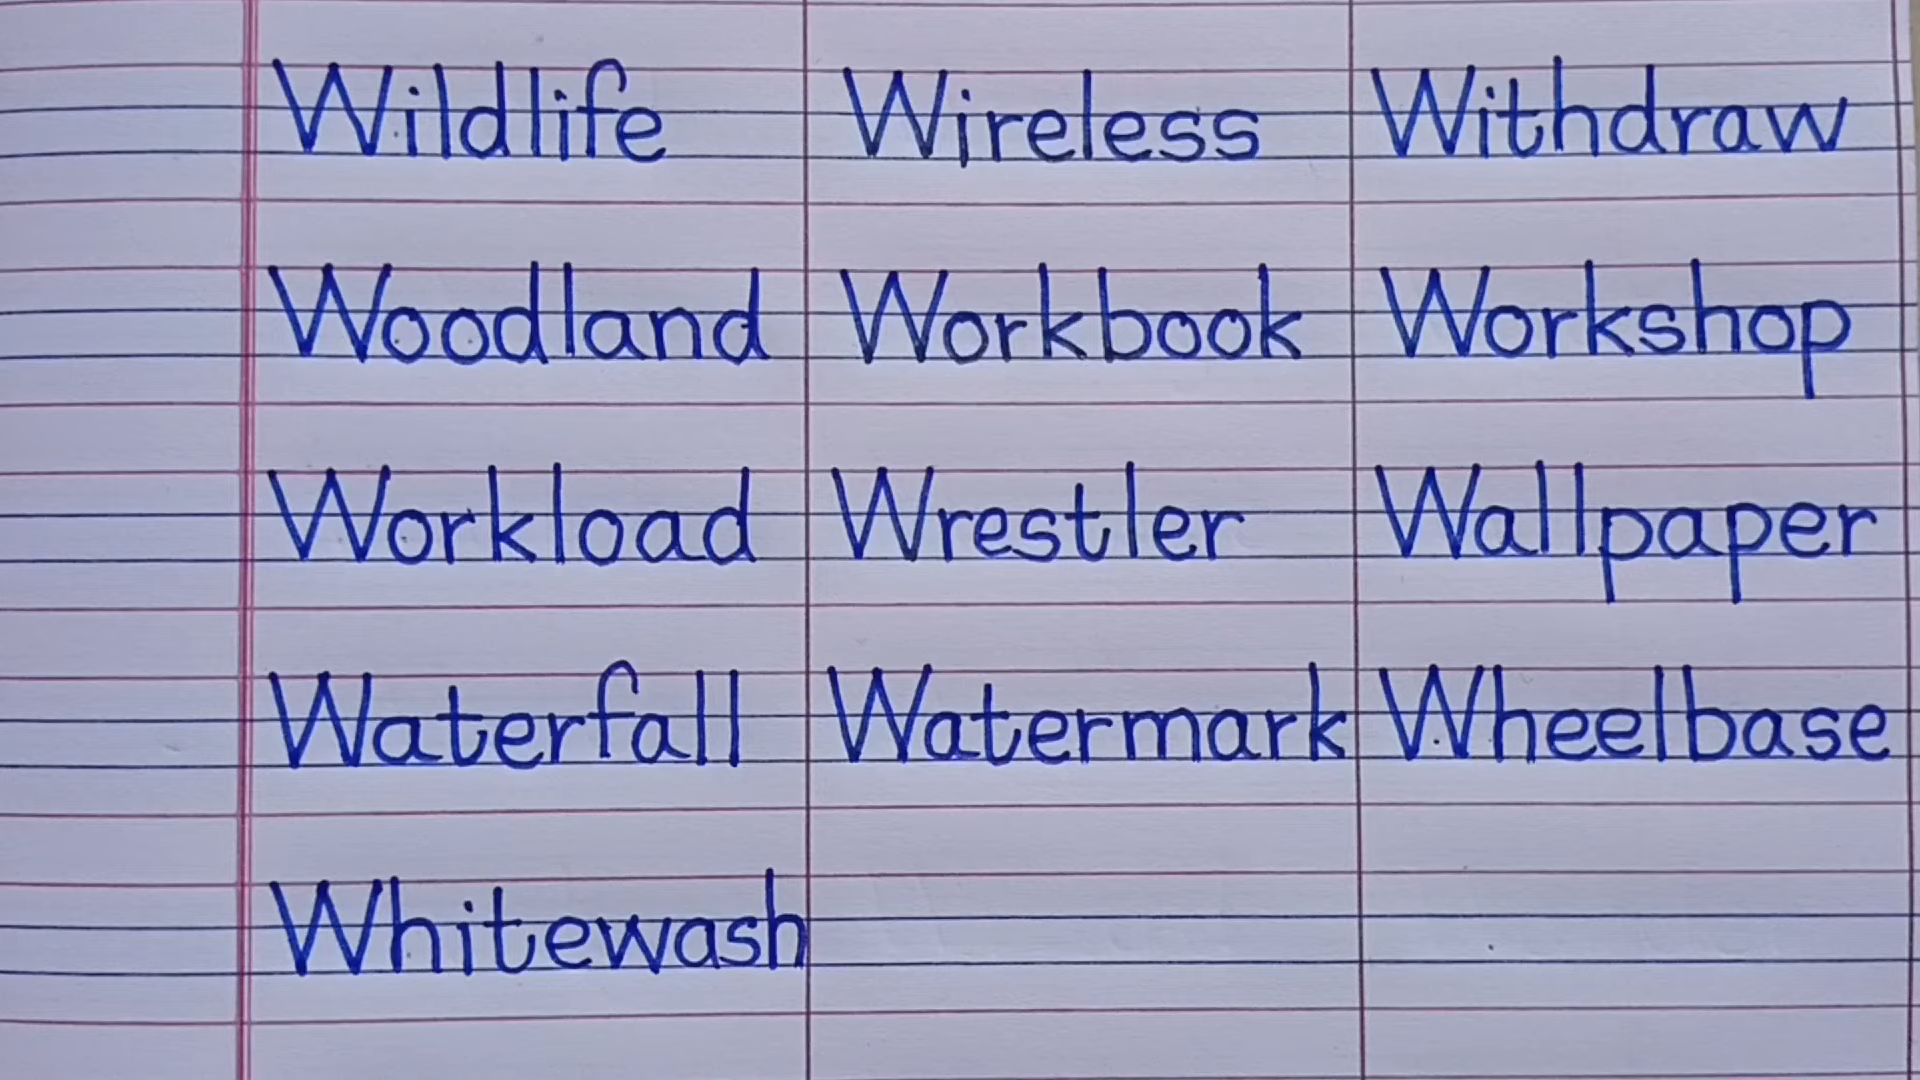 Wildlife Wireless Withdraw
Woodland Workbook Workshop
Workload Wrestler Wallpaper
Waterfall Watermark Wheelbase
Whitewash